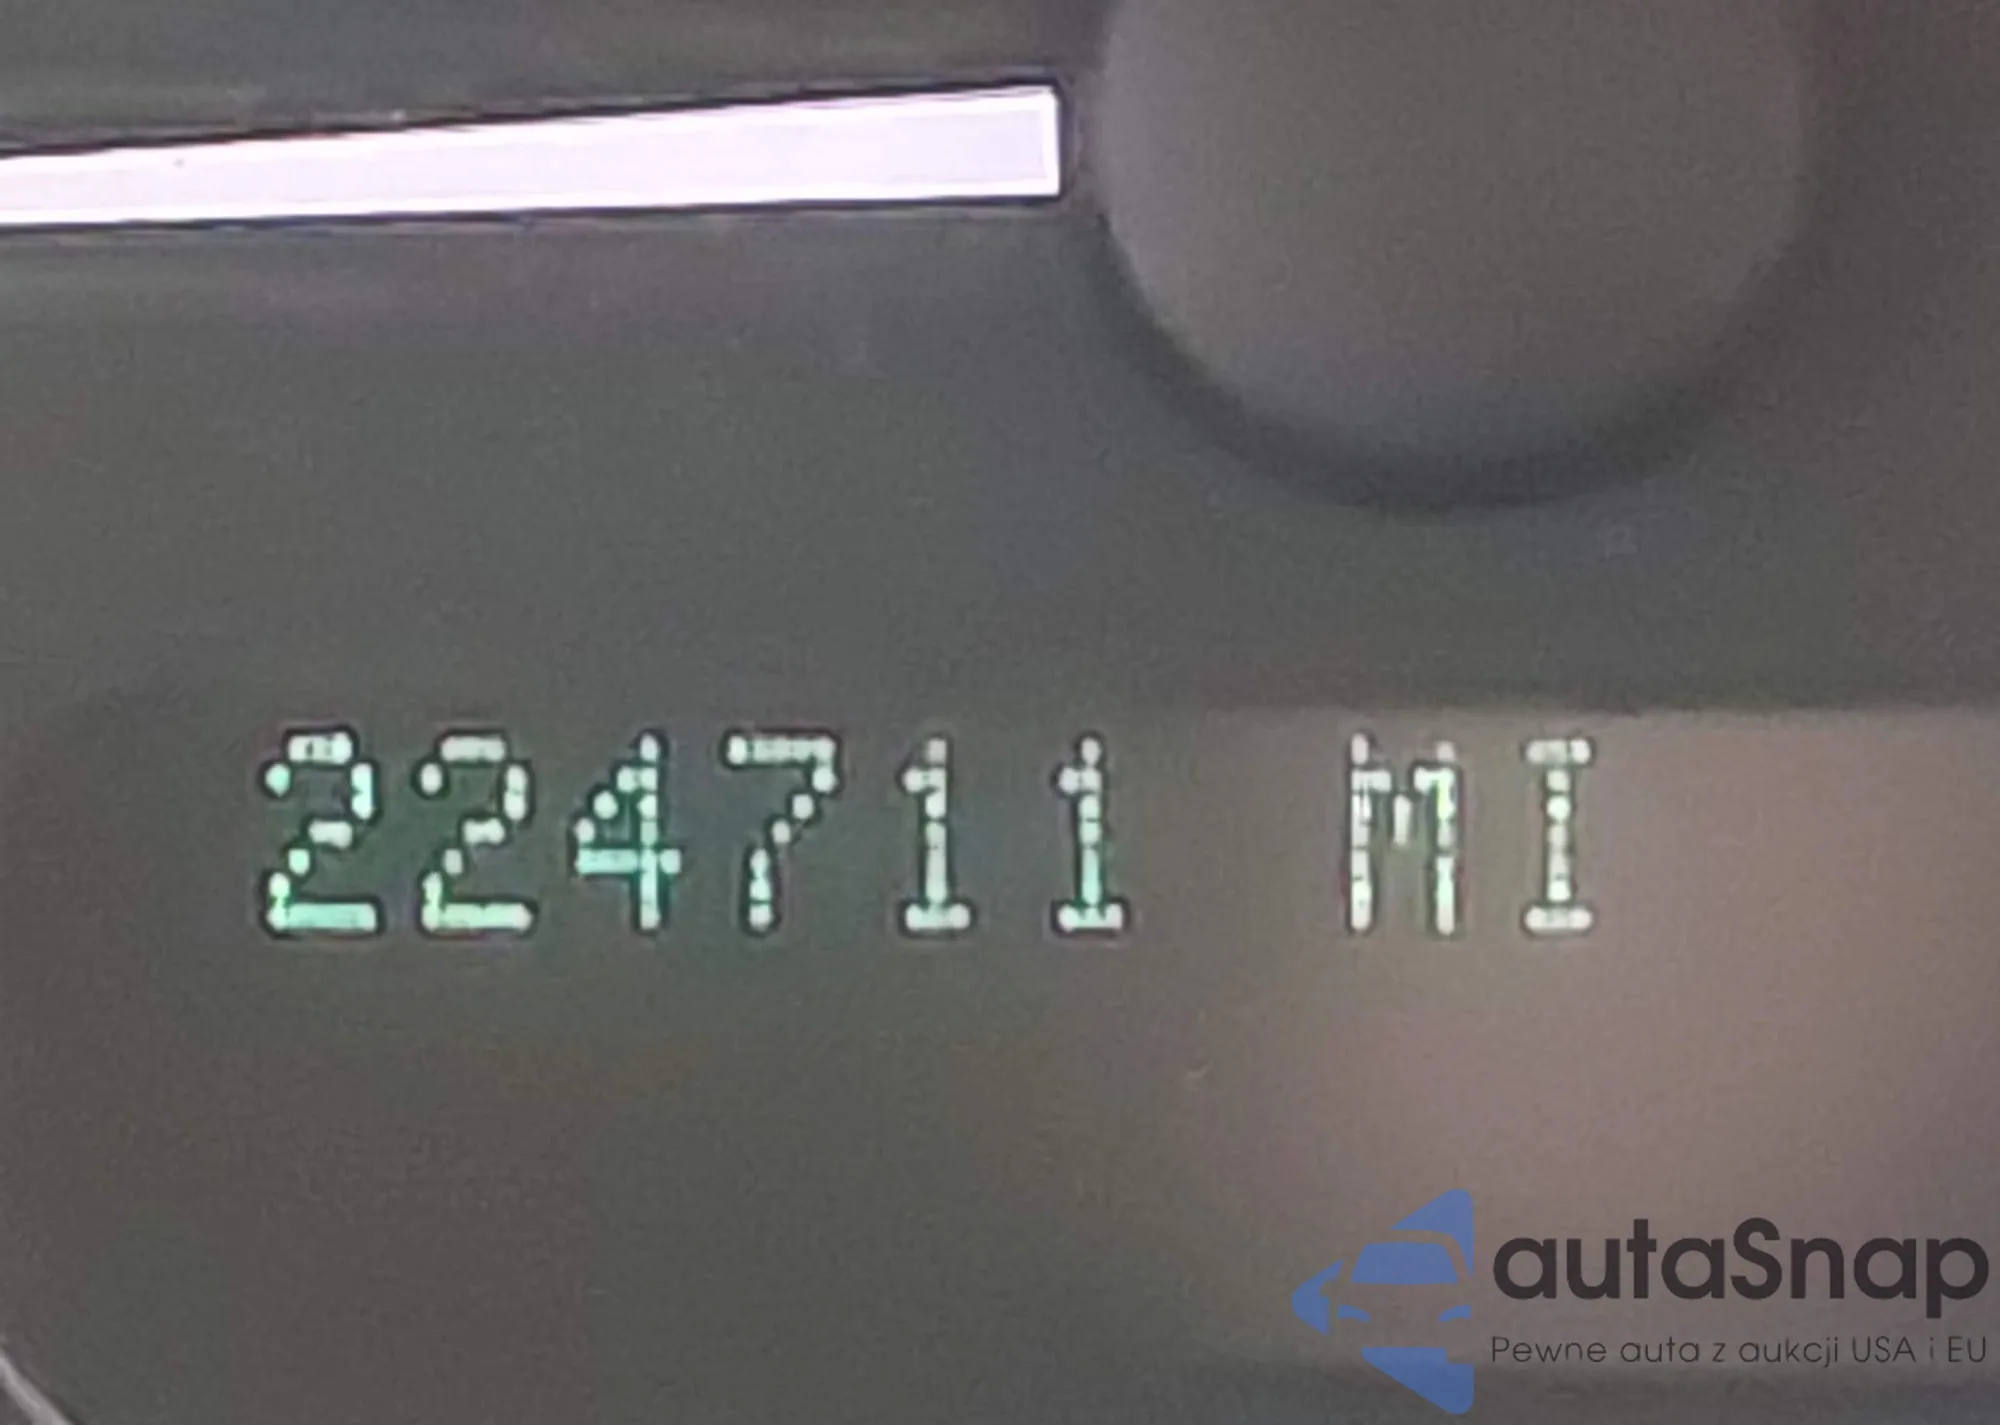 224711 MI
autaSnap
Pewne auta z aukcji USA i EU